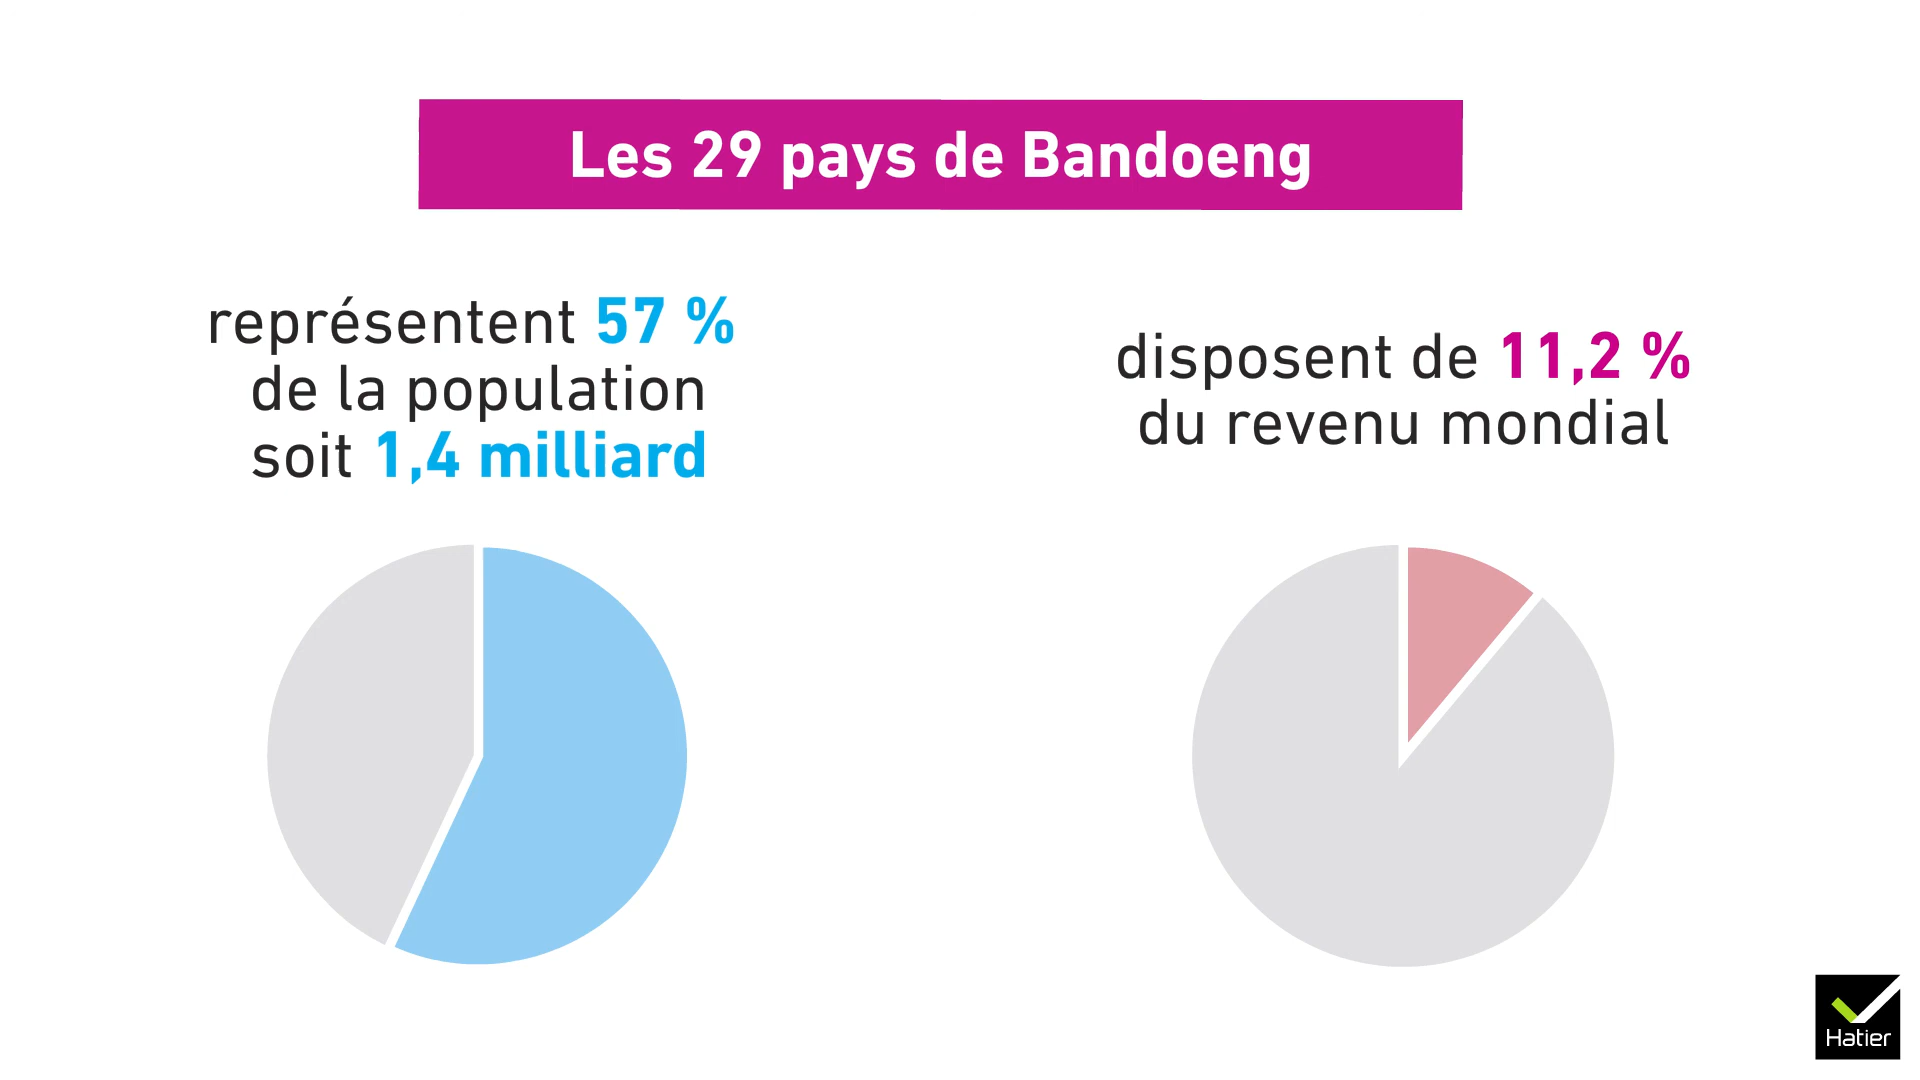 Les 29 pays de Bandoeng
représentent 57 %
de la population
soit 1,4 milliard
disposent de 11,2 %
du revenu mondial
Hatier